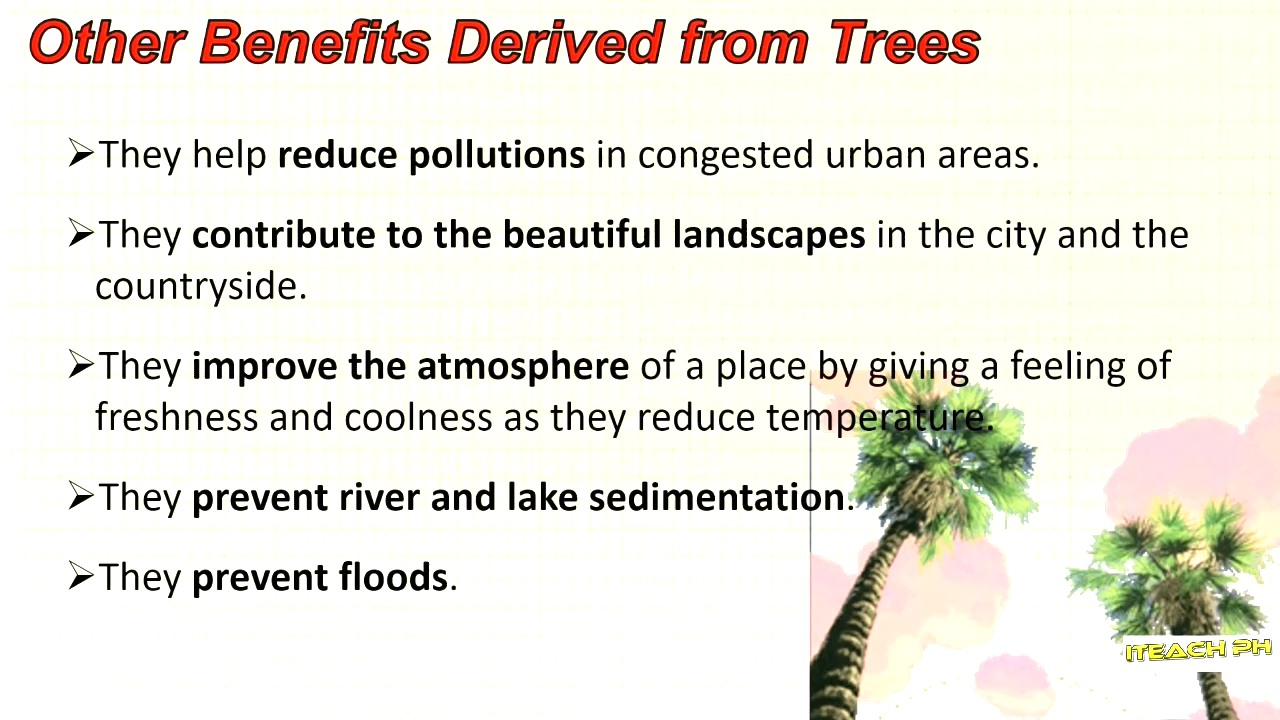 Other Benefits Derived from Trees
➢They help reduce pollutions in congested urban areas.
➢They contribute to the beautiful landscapes in the city and the
countryside.
➢They improve the atmosphere of a place by giving a feeling of
freshness and coolness as they reduce temperature.
➢They prevent river and lake sedimentation.
➢They prevent floods.
ITEACH PH